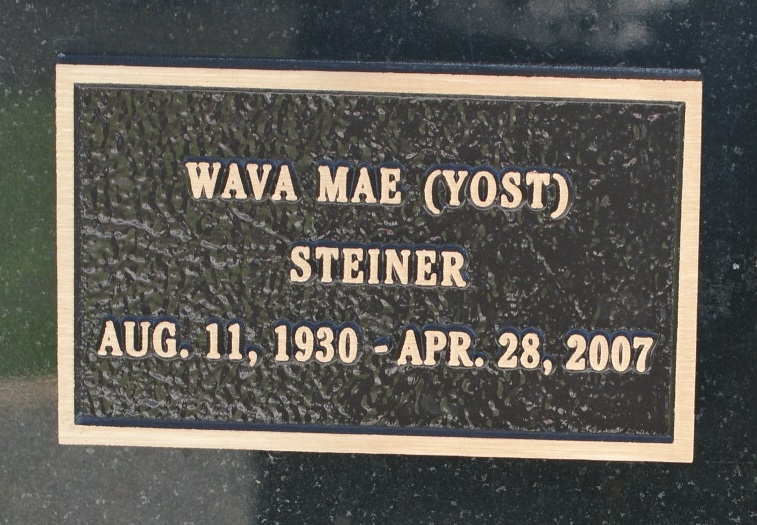 WAVA MAE (YOST)
STEINER
AUG. 11, 1930 - APR. 28, 2007